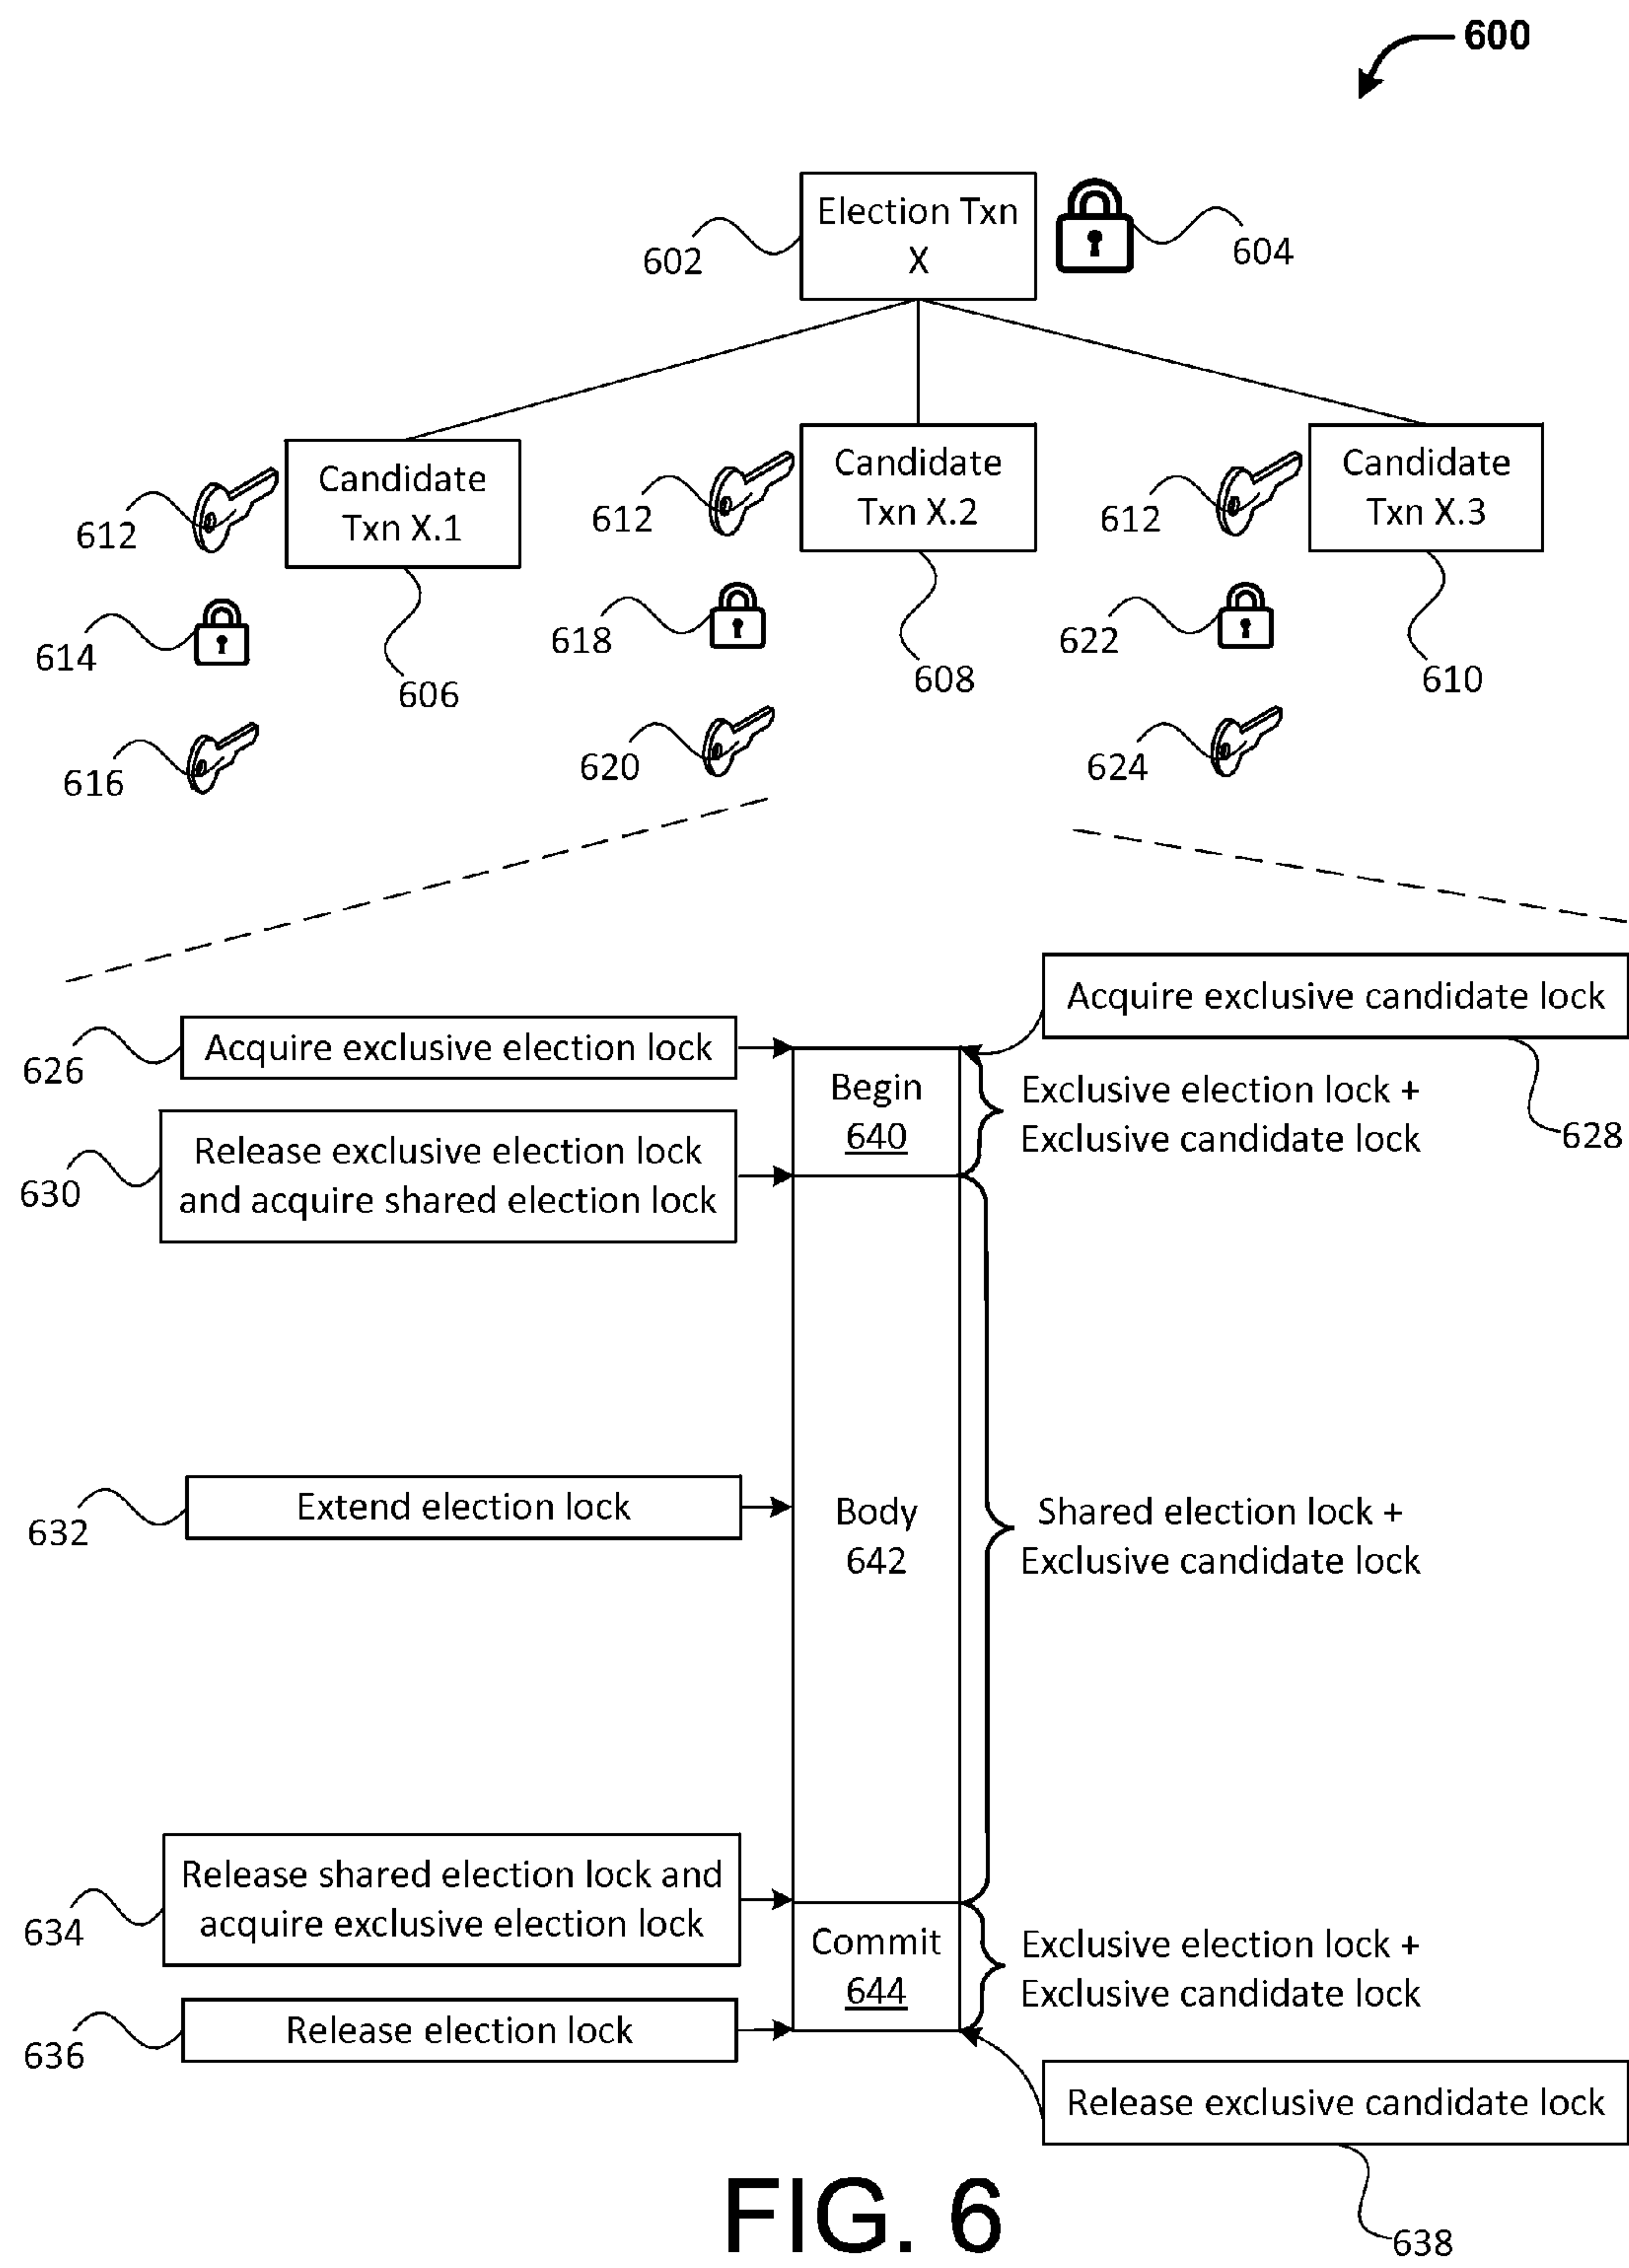 600
Election Txn
X
602
604
Candidate
Txn X.1
Candidate
Txn X.2
Candidate
Txn X.3
612
612
612
614
618
622
606
608
610
616
620
624
Acquire exclusive candidate lock
Acquire exclusive election lock
626
Begin
640
Exclusive election lock +
Exclusive candidate lock
628
Release exclusive election lock
and acquire shared election lock
630
Extend election lock
632
Body
642
Shared election lock +
Exclusive candidate lock
Release shared election lock and
acquire exclusive election lock
634
Commit
644
Exclusive election lock +
Exclusive candidate lock
Release election lock
636
Release exclusive candidate lock
638
FIG. 6